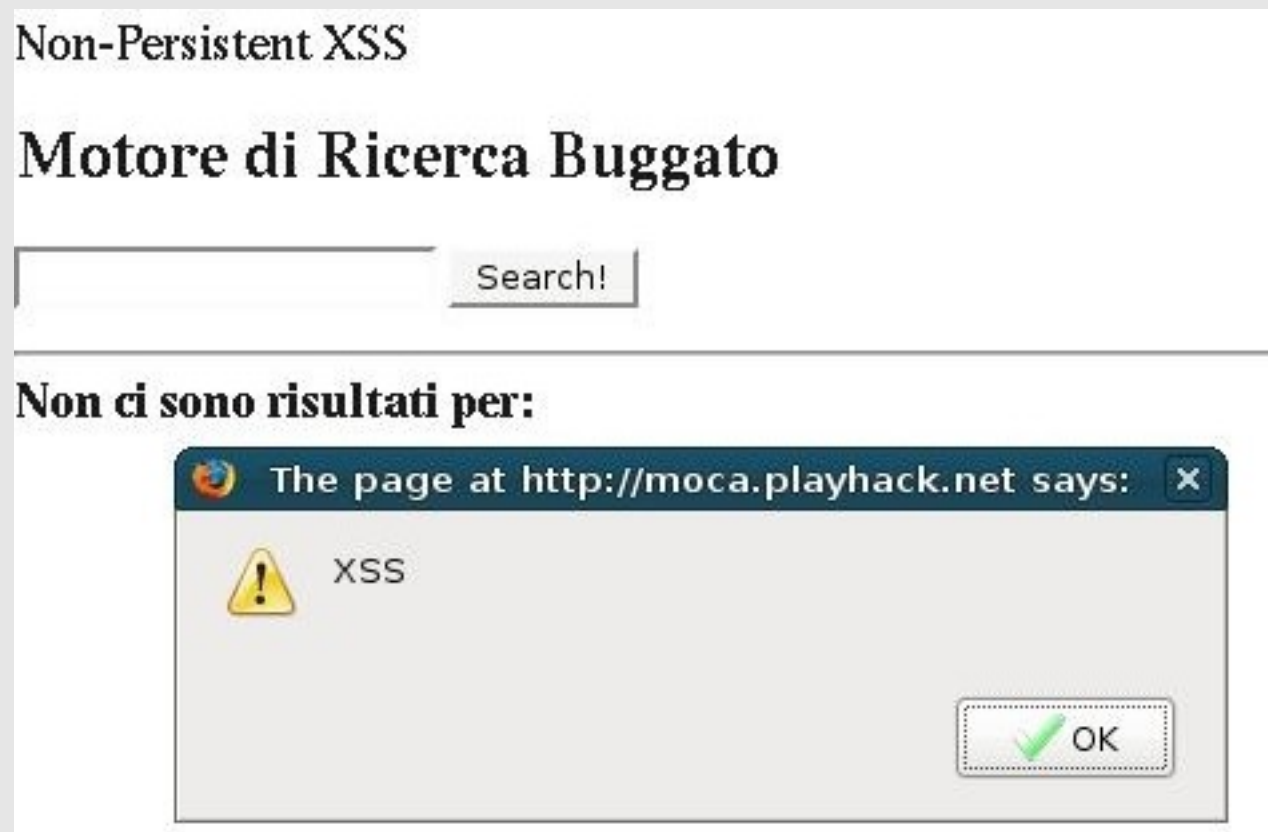 Non-Persistent XSS
Motore di Ricerca Buggato
Search!
Non ci sono risultati per:
The page at http://moca.playhack.net says:
XSS
OK